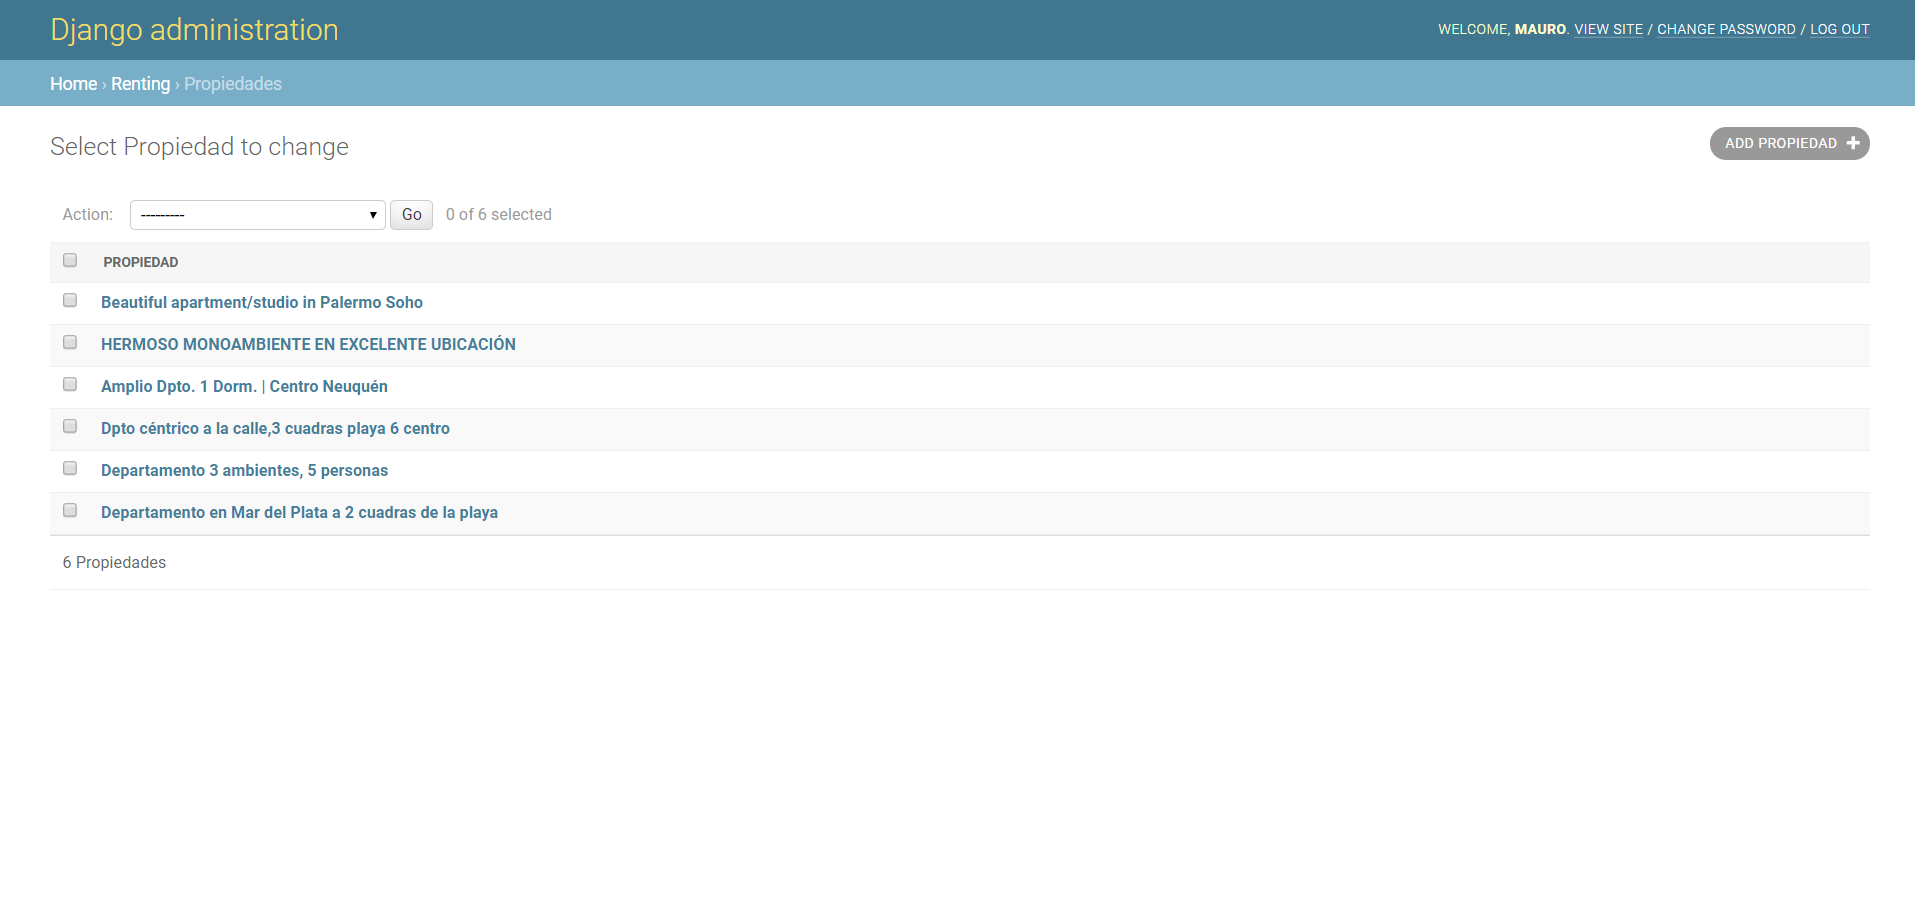 Django administration
WELCOME, MAURO. VIEW SITE / CHANGE PASSWORD / LOG OUT
Home › Renting › Propiedades
Select Propiedad to change
ADD PROPIEDAD
Action: --------- Go 0 of 6 selected
PROPIEDAD
Beautiful apartment/studio in Palermo Soho
HERMOSO MONOAMBIENTE EN EXCELENTE UBICACIÓN
Amplio Dpto. 1 Dorm. | Centro Neuquén
Dpto céntrico a la calle,3 cuadras playa 6 centro
Departamento 3 ambientes, 5 personas
Departamento en Mar del Plata a 2 cuadras de la playa
6 Propiedades